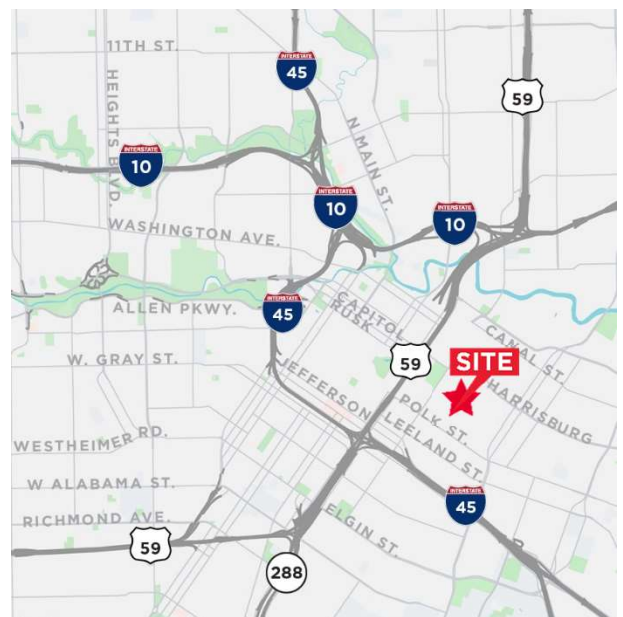 11TH ST.
INTERSTATE
45
HEIGHTS BLVD.
59
N MAIN ST.
INTERSTATE
10
INTERSTATE
10
INTERSTATE
10
WASHINGTON AVE.
ALLEN PKWY.
INTERSTATE
45
CAPITOL
RUSK
CANAL ST.
W. GRAY ST.
59
SITE
HARRISBURG
JEFFERSON
POLK ST.
LEELAND ST.
WESTHEIMER RD.
W ALABAMA ST.
RICHMOND AVE.
INTERSTATE
45
ELGIN ST.
59
288